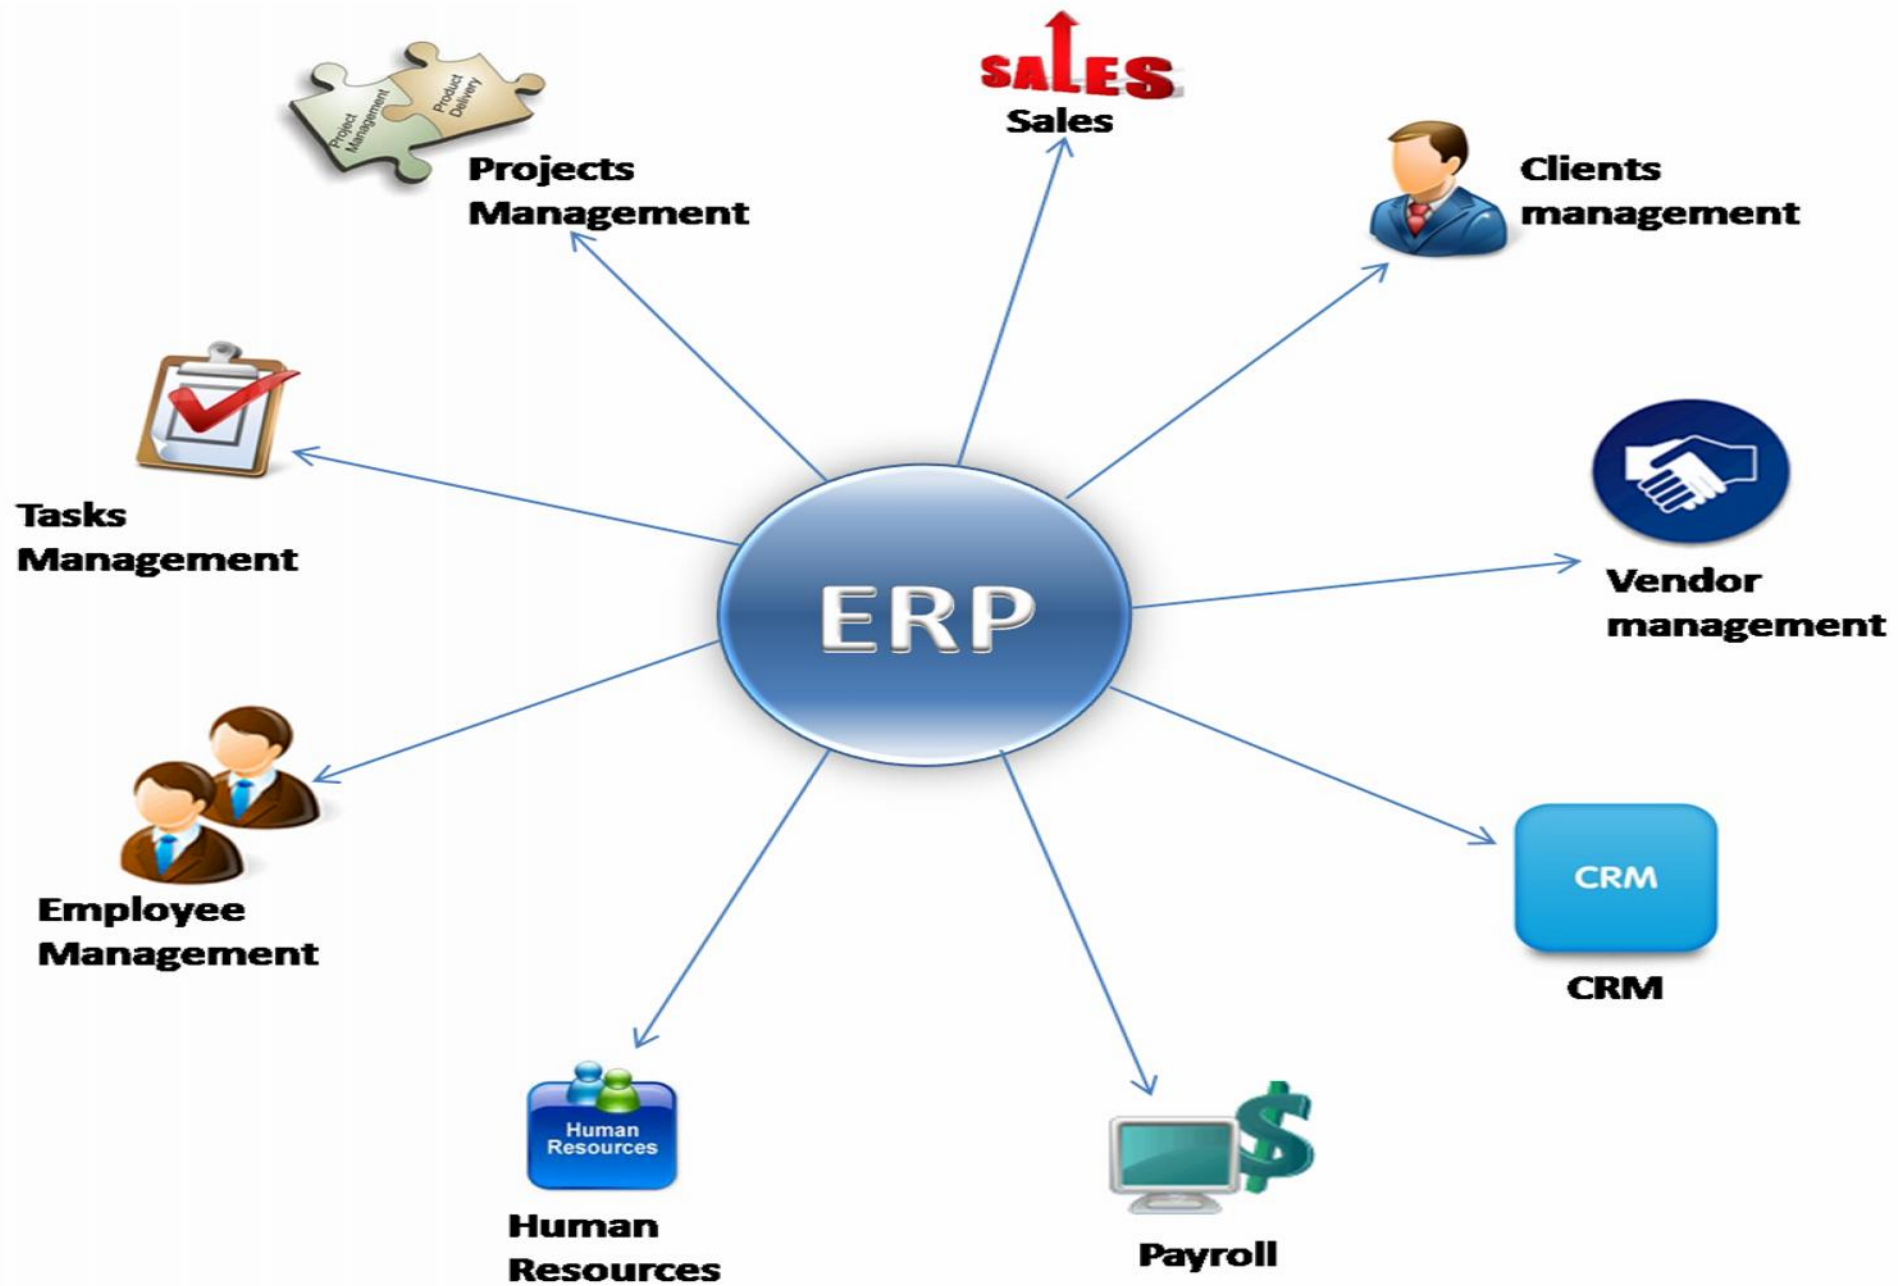 SALES
Sales
Project
Management
Product
Delivery
Projects
Management
Clients
management
Tasks
Management
ERP
Vendor
management
Employee
Management
CRM
CRM
Human
Resources
Human
Resources
Payroll